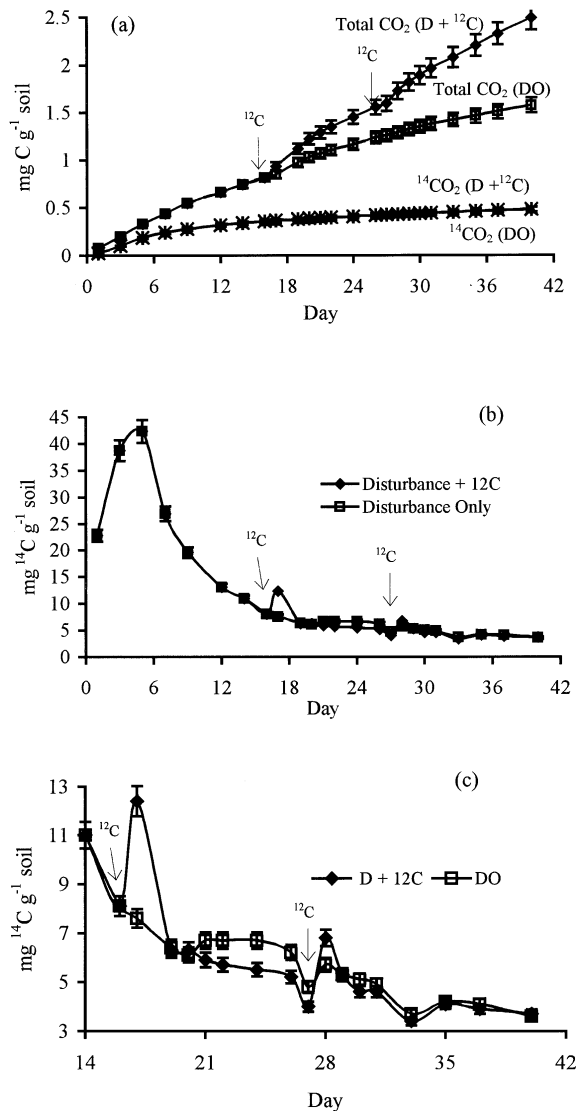 (a)
Total CO₂ (D + ¹²C)
¹²C
Total CO₂ (DO)
¹²C
¹⁴CO₂ (D +¹²C)
¹⁴CO₂ (DO)
mg C g⁻¹ soil
2.5
2
1.5
1
0.5
0
0 6 12 18 24 30 36 42
Day
(b)
Disturbance + 12C
Disturbance Only
¹²C
¹²C
mg ¹⁴C g⁻¹ soil
45
40
35
30
25
20
15
10
5
0
0 6 12 18 24 30 36 42
Day
(c)
¹²C
D + 12C DO
¹²C
mg ¹⁴C g⁻¹ soil
13
11
9
7
5
3
14 21 28 35 42
Day